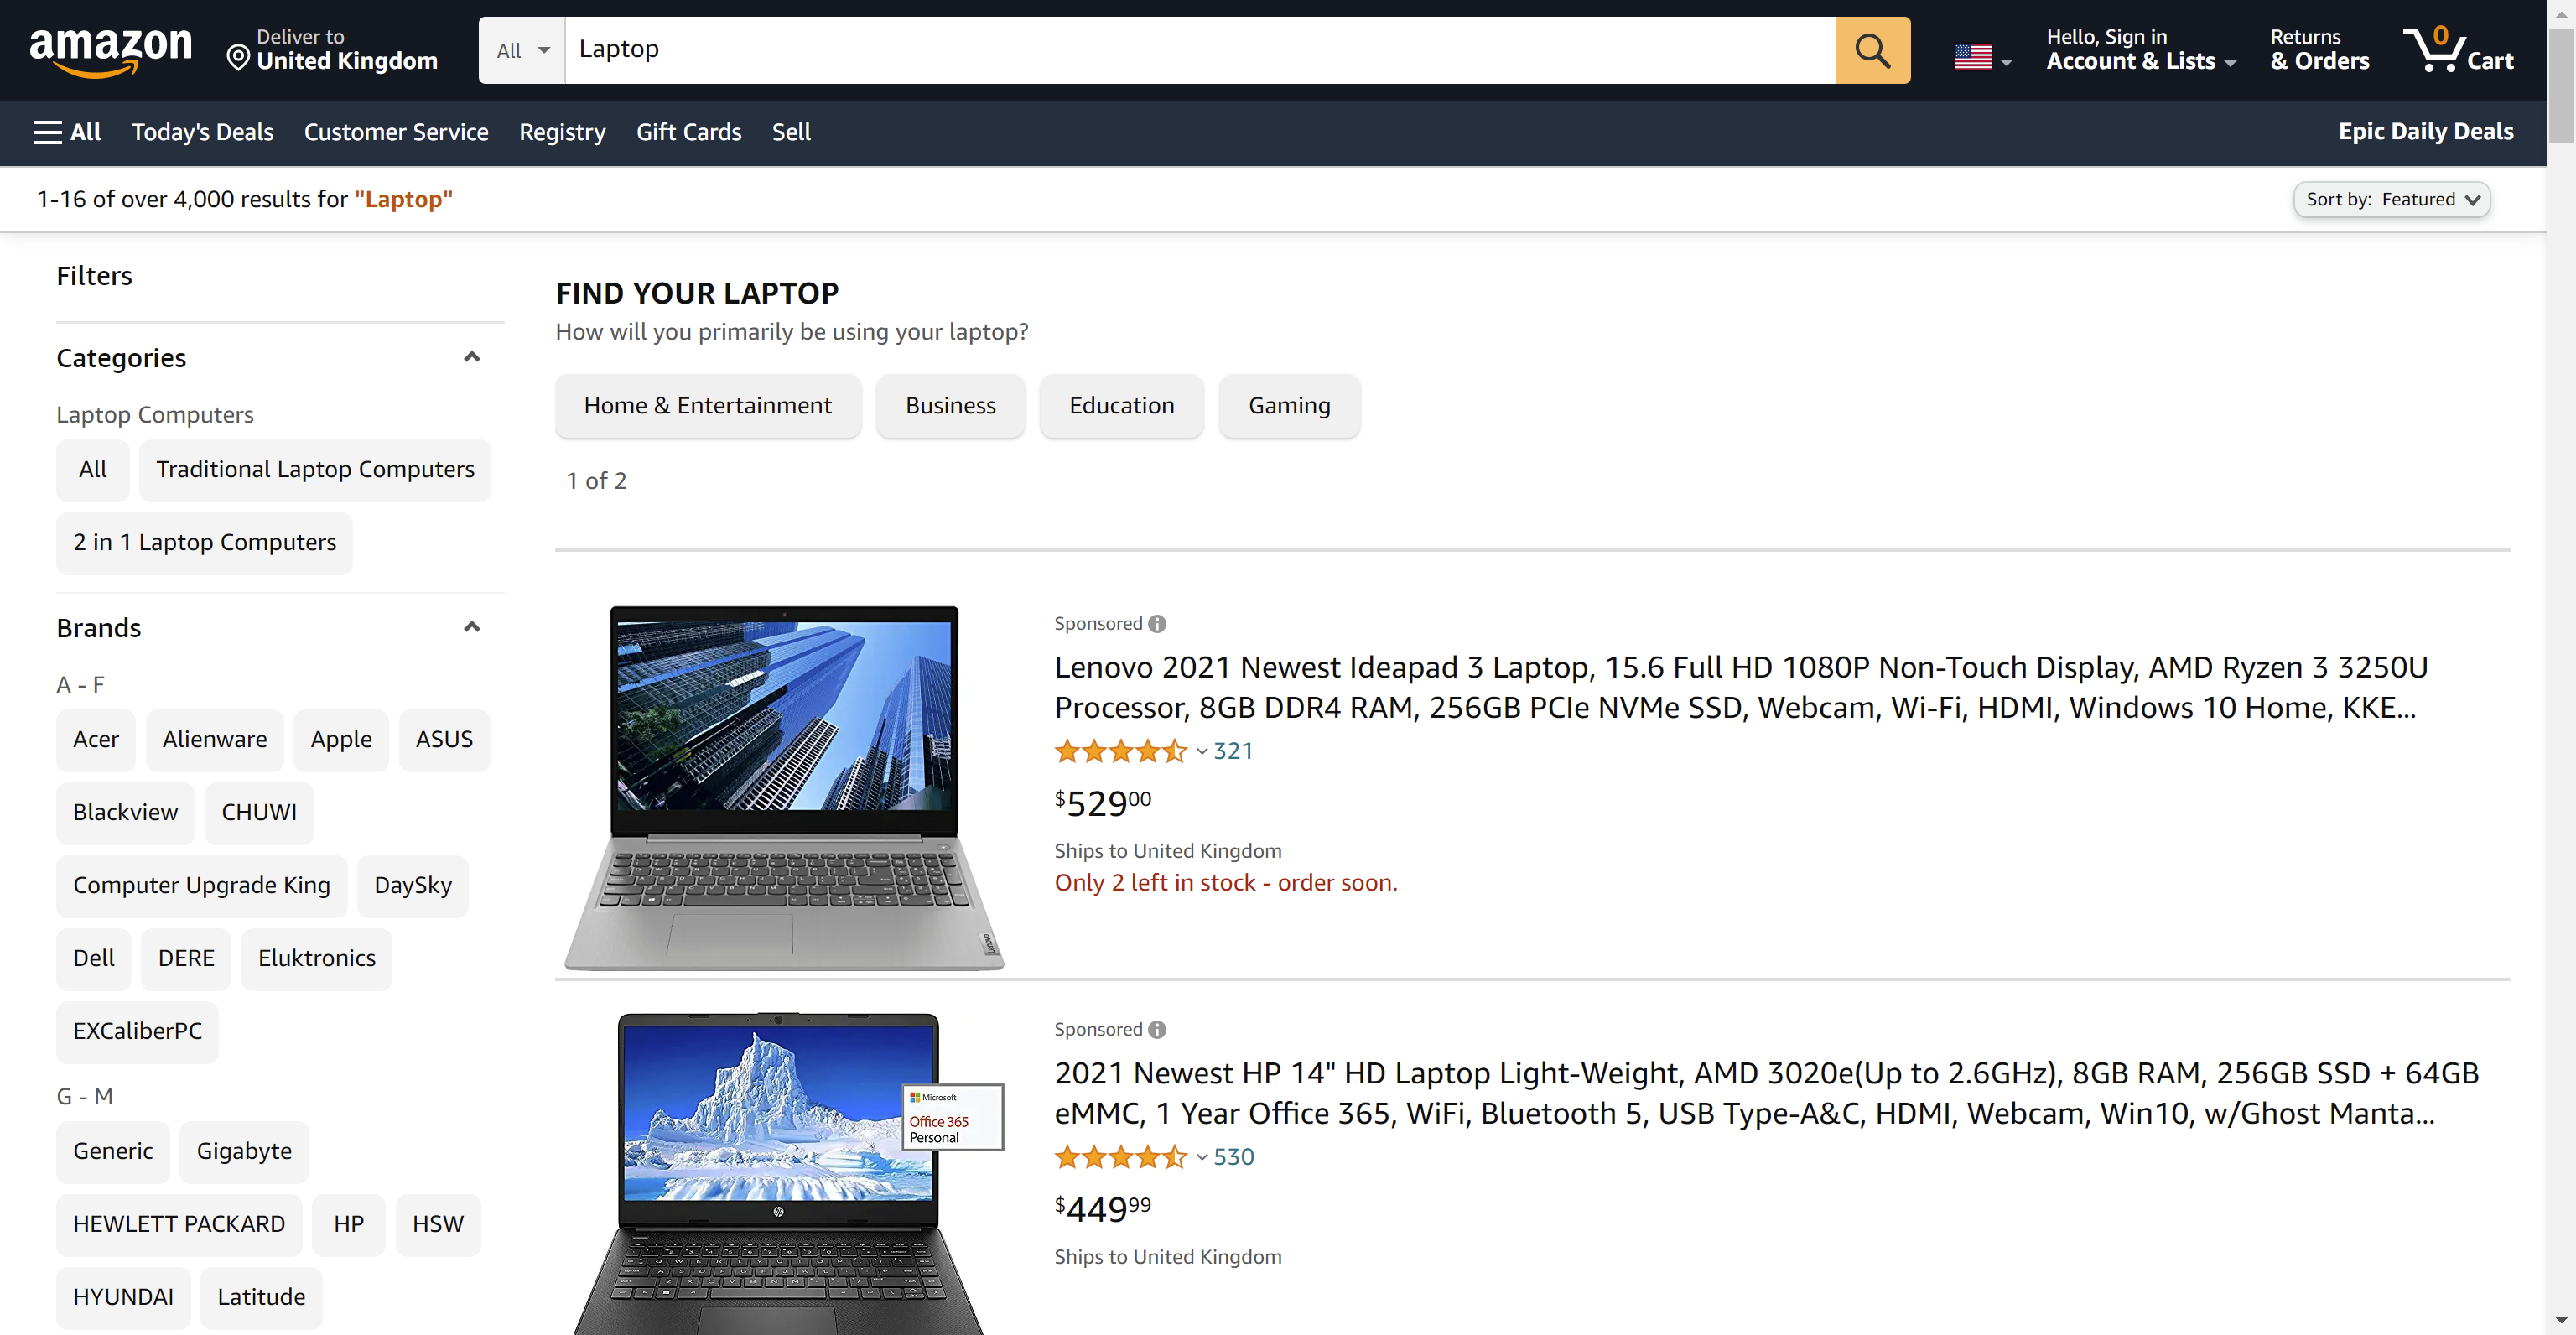 amazon
Deliver to
United Kingdom
All
Laptop
Hello, Sign in
Account & Lists
Returns
& Orders
0
Cart
All
Today's Deals
Customer Service
Registry
Gift Cards
Sell
Epic Daily Deals
1-16 of over 4,000 results for "Laptop"
Sort by: Featured
Filters
Categories
Laptop Computers
All
Traditional Laptop Computers
2 in 1 Laptop Computers
Brands
A - F
Acer
Alienware
Apple
ASUS
Blackview
CHUWI
Computer Upgrade King
DaySky
Dell
DERE
Eluktronics
EXCaliberPC
G - M
Generic
Gigabyte
HEWLETT PACKARD
HP
HSW
HYUNDAI
Latitude
FIND YOUR LAPTOP
How will you primarily be using your laptop?
Home & Entertainment
Business
Education
Gaming
1 of 2
Lenovo
Sponsored
Lenovo 2021 Newest Ideapad 3 Laptop, 15.6 Full HD 1080P Non-Touch Display, AMD Ryzen 3 3250U
Processor, 8GB DDR4 RAM, 256GB PCIe NVMe SSD, Webcam, Wi-Fi, HDMI, Windows 10 Home, KKE...
321
$52900
Ships to United Kingdom
Only 2 left in stock - order soon.
Microsoft
Office 365
Personal
hp
Sponsored
2021 Newest HP 14" HD Laptop Light-Weight, AMD 3020e(Up to 2.6GHz), 8GB RAM, 256GB SSD + 64GB
eMMC, 1 Year Office 365, WiFi, Bluetooth 5, USB Type-A&C, HDMI, Webcam, Win10, w/Ghost Manta...
530
$44999
Ships to United Kingdom